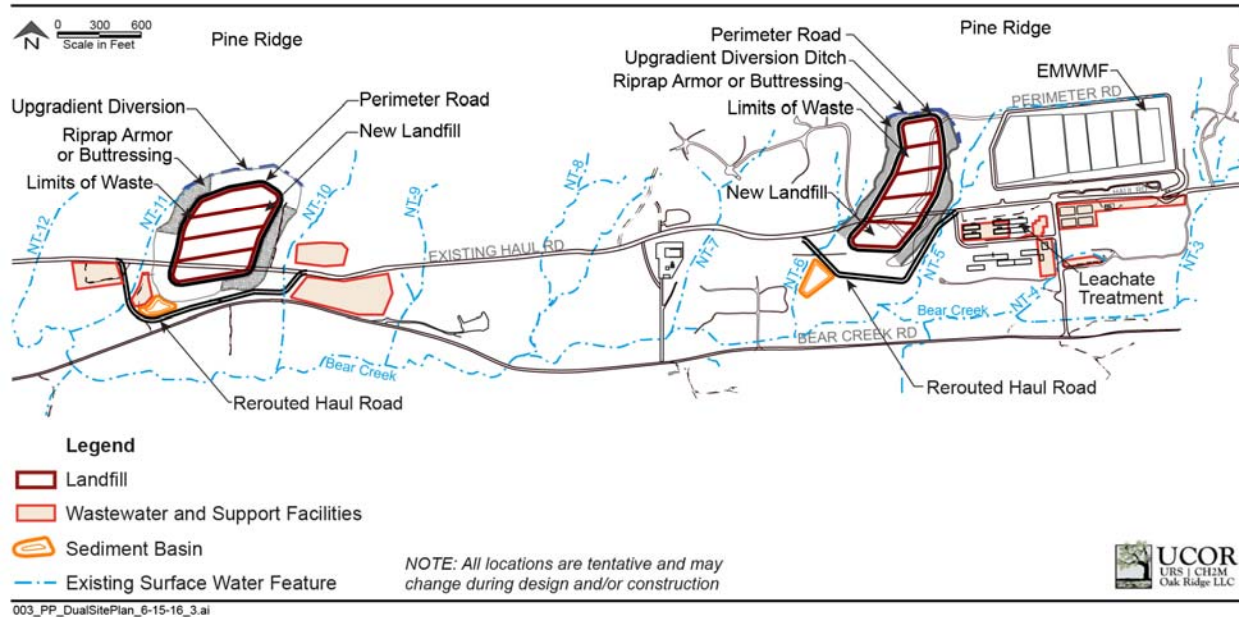 0 300 600
Scale in Feet
N
Pine Ridge
Pine Ridge
Perimeter Road
Upgradient Diversion Ditch
Riprap Armor or Buttressing
Limits of Waste
EMWMF
PERIMETER RD
Upgradient Diversion
Riprap Armor
or Buttressing
Limits of Waste
Perimeter Road
New Landfill
New Landfill
NT-12
NT-11
NT-10
NT-9
NT-8
NT-7
NT-6
NT-5
NT-4
NT-3
HAUL RD
EXISTING HAUL RD
Leachate
Treatment
Bear Creek
BEAR CREEK RD
Bear Creek
Rerouted Haul Road
Rerouted Haul Road
Legend
Landfill
Wastewater and Support Facilities
Sediment Basin
Existing Surface Water Feature
NOTE: All locations are tentative and may
change during design and/or construction
UCOR
URS | CH2M
Oak Ridge LLC
003_PP_DualSitePlan_6-15-16_3.ai